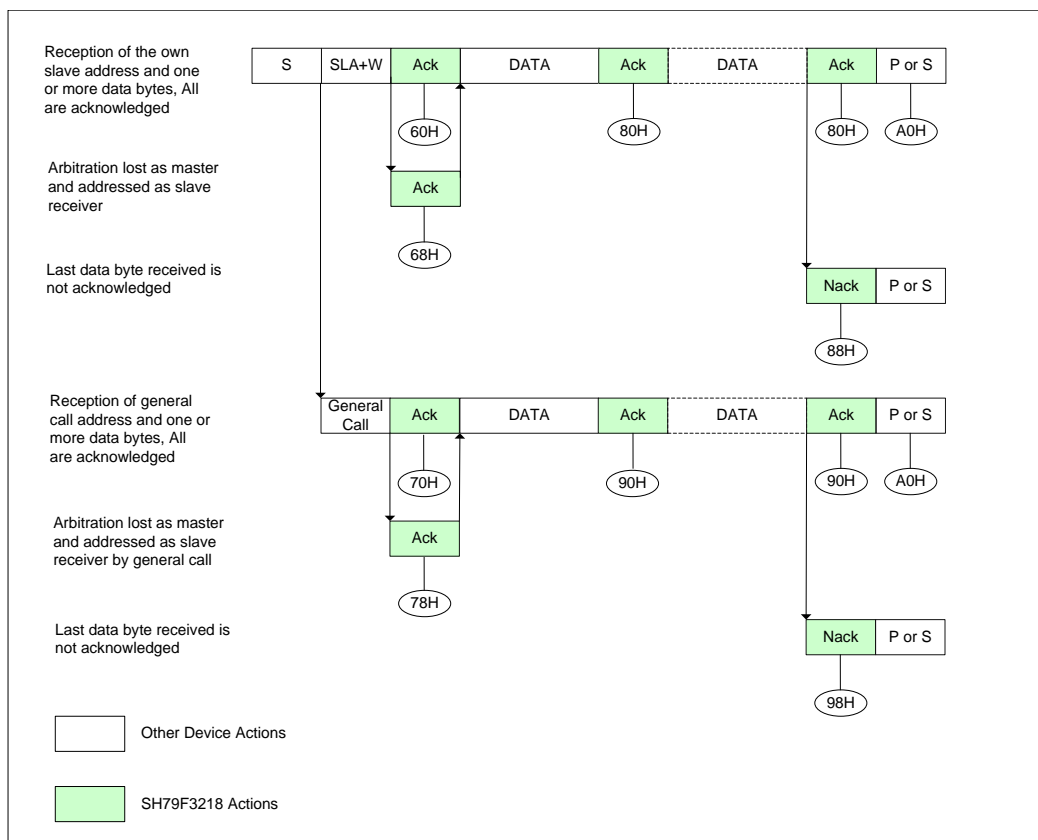 Reception of the own
slave address and one
or more data bytes, All
are acknowledged
S SLA+W Ack DATA Ack DATA Ack P or S
60H 80H 80H A0H
Arbitration lost as master
and addressed as slave
receiver
Ack
68H
Last data byte received is
not acknowledged
Nack P or S
88H
Reception of general
call address and one or
more data bytes, All
are acknowledged
General
Call
Ack DATA Ack DATA Ack P or S
70H 90H 90H A0H
Arbitration lost as master
and addressed as slave
receiver by general call
Ack
78H
Last data byte received is
not acknowledged
Nack P or S
98H
Other Device Actions
SH79F3218 Actions